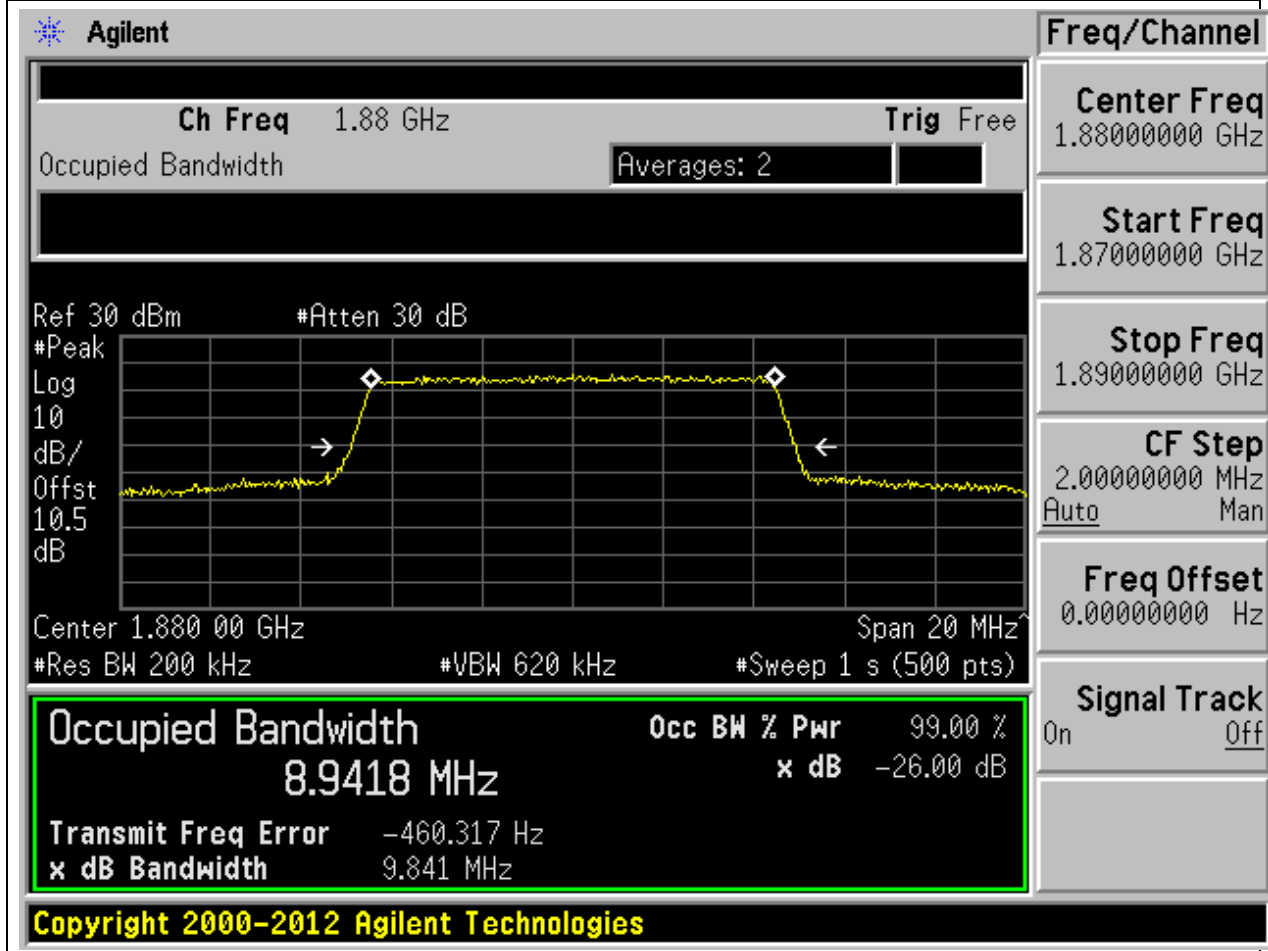 Agilent
Ch Freq 1.88 GHz Trig Free
Occupied Bandwidth Averages: 2
Ref 30 dBm #Atten 30 dB
#Peak
Log
10
dB/
Offst
10.5
dB
Center 1.880 00 GHz Span 20 MHz^
#Res BW 200 kHz #VBW 620 kHz #Sweep 1 s (500 pts)
Occupied Bandwidth Occ BW % Pwr 99.00 %
8.9418 MHz x dB -26.00 dB
Transmit Freq Error -460.317 Hz
x dB Bandwidth 9.841 MHz
Copyright 2000-2012 Agilent Technologies
Freq/Channel
Center Freq
1.88000000 GHz
Start Freq
1.87000000 GHz
Stop Freq
1.89000000 GHz
CF Step
2.00000000 MHz
Auto Man
Freq Offset
0.00000000 Hz
Signal Track
On Off